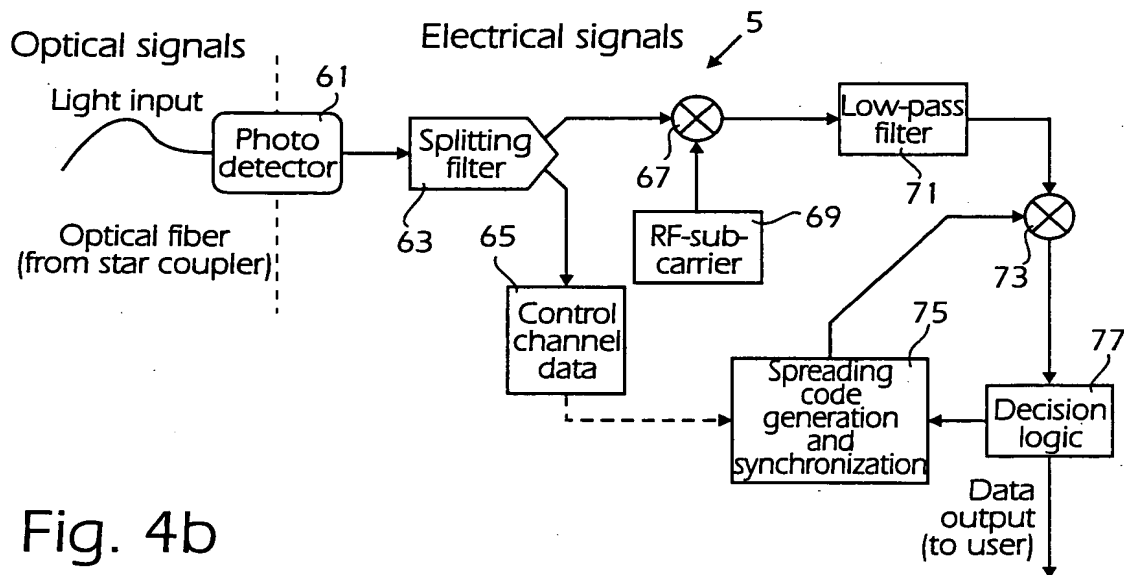 Optical signals
Electrical signals
5
Light input
61
Photo
detector
Splitting
filter
63
67
Low-pass
filter
71
RF-sub-
carrier
69
73
Optical fiber
(from star coupler)
65
Control
channel
data
75
Spreading
code
generation
and
synchronization
77
Decision
logic
Data
output
(to user)
Fig. 4b